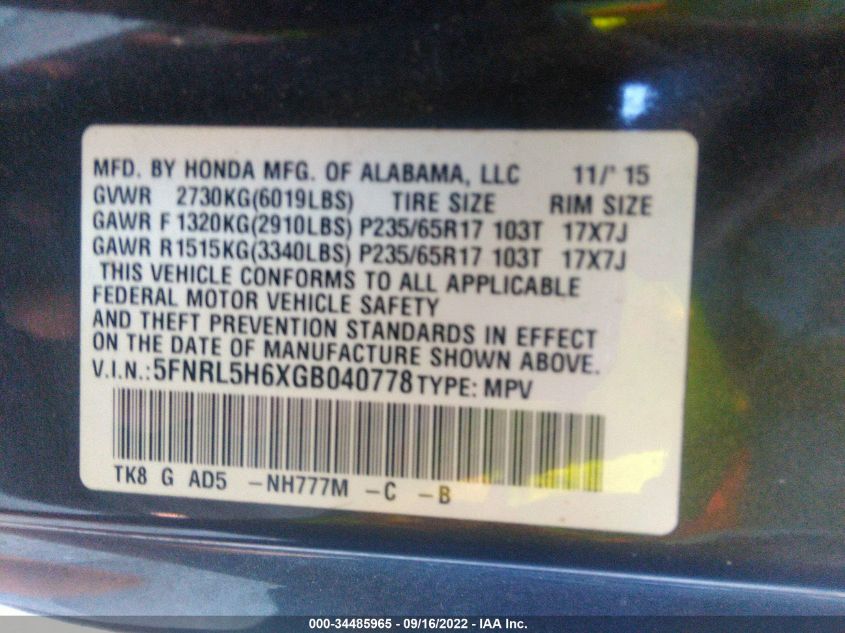 MFD. BY HONDA MFG. OF ALABAMA, LLC 11/' 15
GVWR 2730KG(6019LBS) TIRE SIZE RIM SIZE
GAWR F 1320KG(2910LBS) P235/65R17 103T 17X7J
GAWR R1515KG(3340LBS) P235/65R17 103T 17X7J
THIS VEHICLE CONFORMS TO ALL APPLICABLE
FEDERAL MOTOR VEHICLE SAFETY
AND THEFT PREVENTION STANDARDS IN EFFECT
ON THE DATE OF MANUFACTURE SHOWN ABOVE.
V.I.N.:5FNRL5H6XGB040778TYPE: MPV
TK8 G AD5 -NH777M -C -B
000-34485965 - 09/16/2022 - IAA Inc.